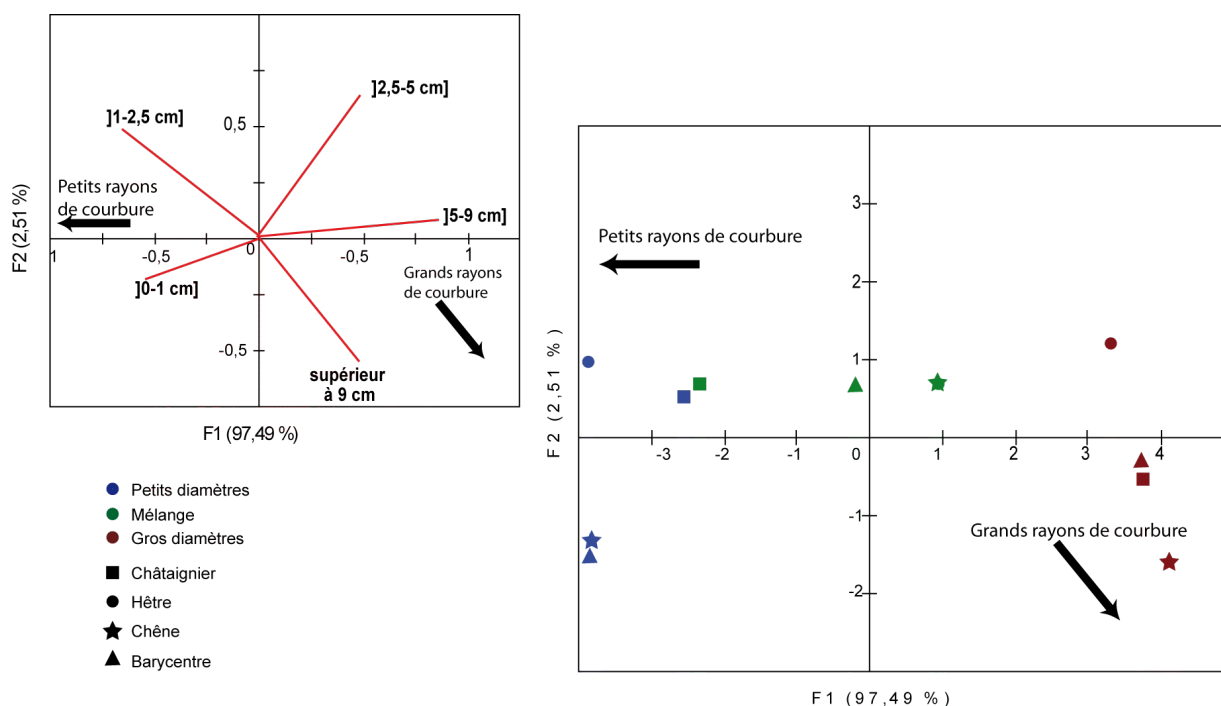 ]2,5-5 cm]
]1-2,5 cm]
0,5
Petits rayons
de courbure
]5-9 cm]
F2 (2,51 %)
1
-0,5
0
-0,5
1
]0-1 cm]
Grands rayons
de courbure
-0,5
supérieur
à 9 cm
F1 (97,49 %)
Petits diamètres
Mélange
Gros diamètres
Châtaignier
Hêtre
Chêne
Barycentre
3
Petits rayons de courbure
2
1
F2 (2,51 %)
-3
-2
-1
0
1
2
3
4
-1
Grands rayons de courbure
-2
F1 (97,49 %)